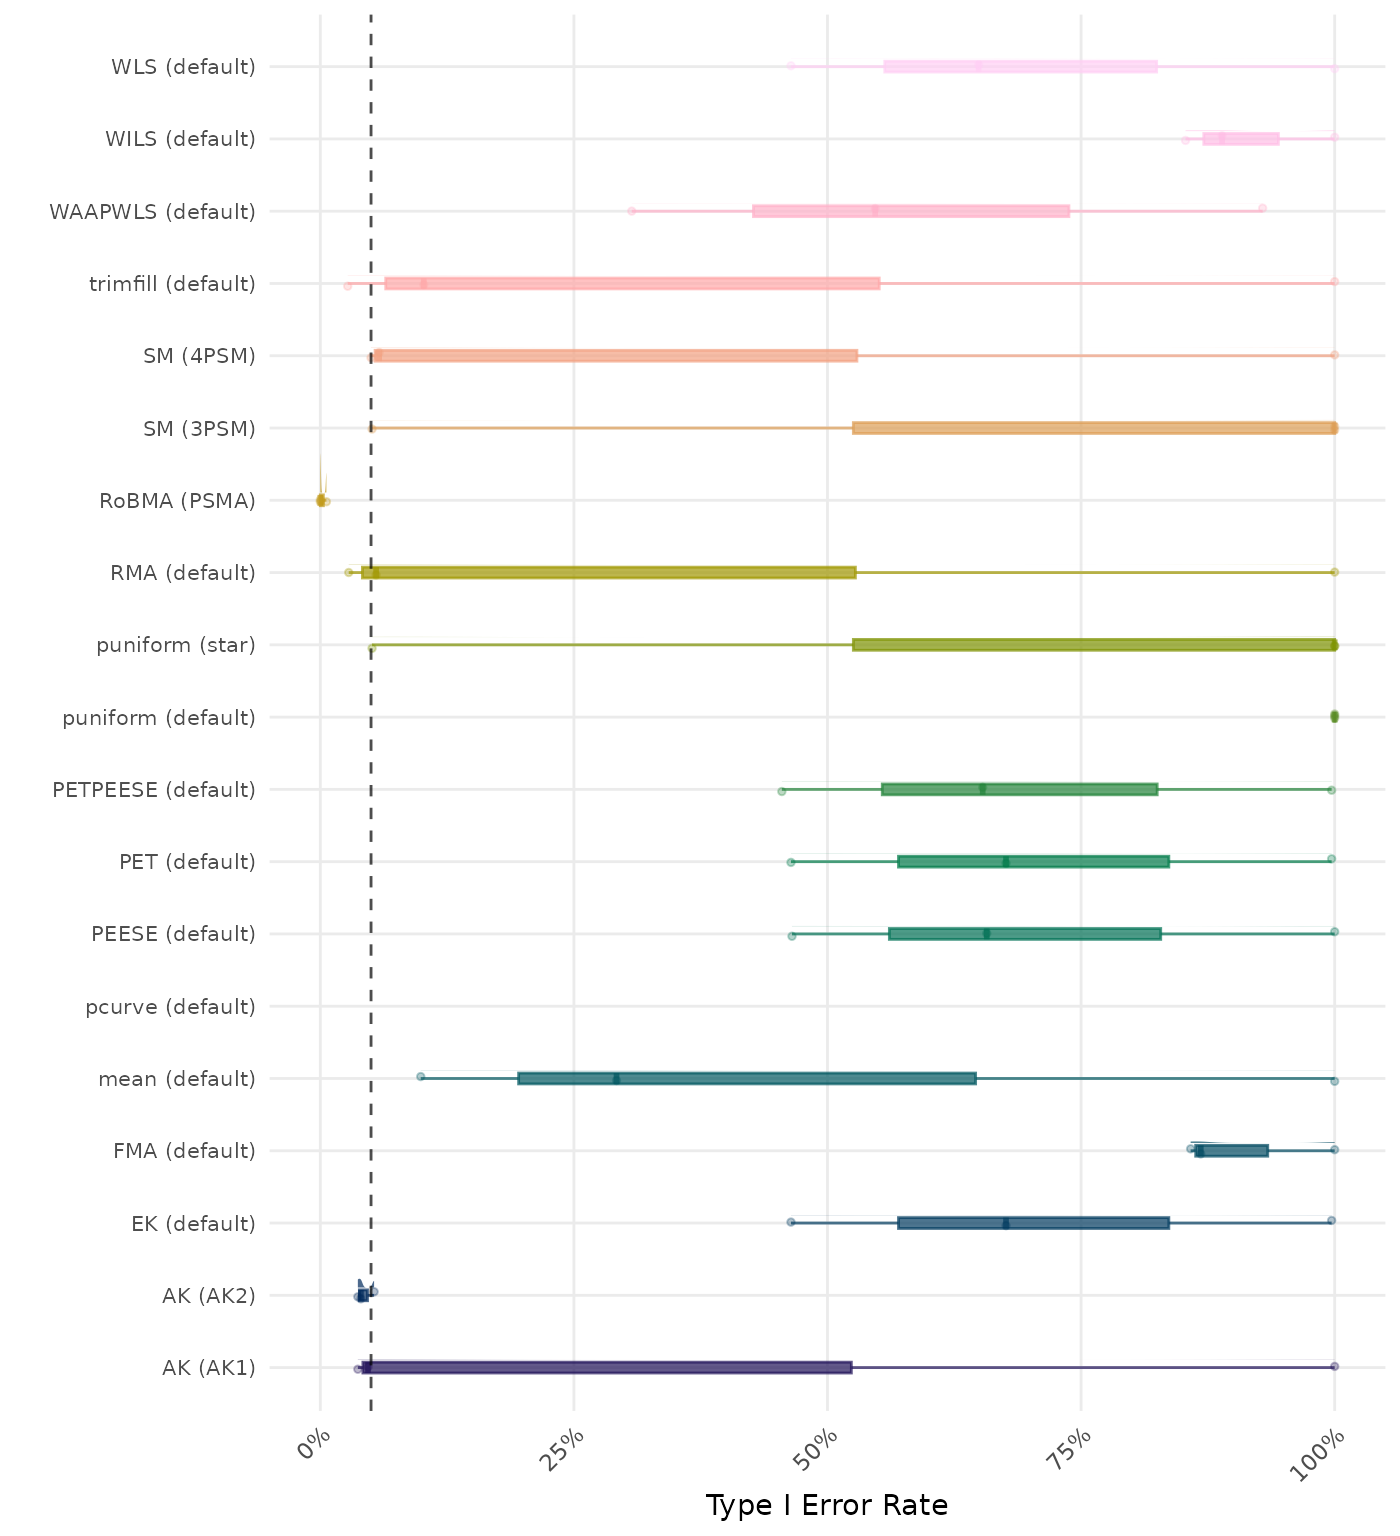 WLS (default)
WILS (default)
WAAPWLS (default)
trimfill (default)
SM (4PSM)
SM (3PSM)
RoBMA (PSMA)
RMA (default)
puniform (star)
puniform (default)
PETPEESE (default)
PET (default)
PEESE (default)
pcurve (default)
mean (default)
FMA (default)
EK (default)
AK (AK2)
AK (AK1)
0% 25% 50% 75% 100%
Type I Error Rate